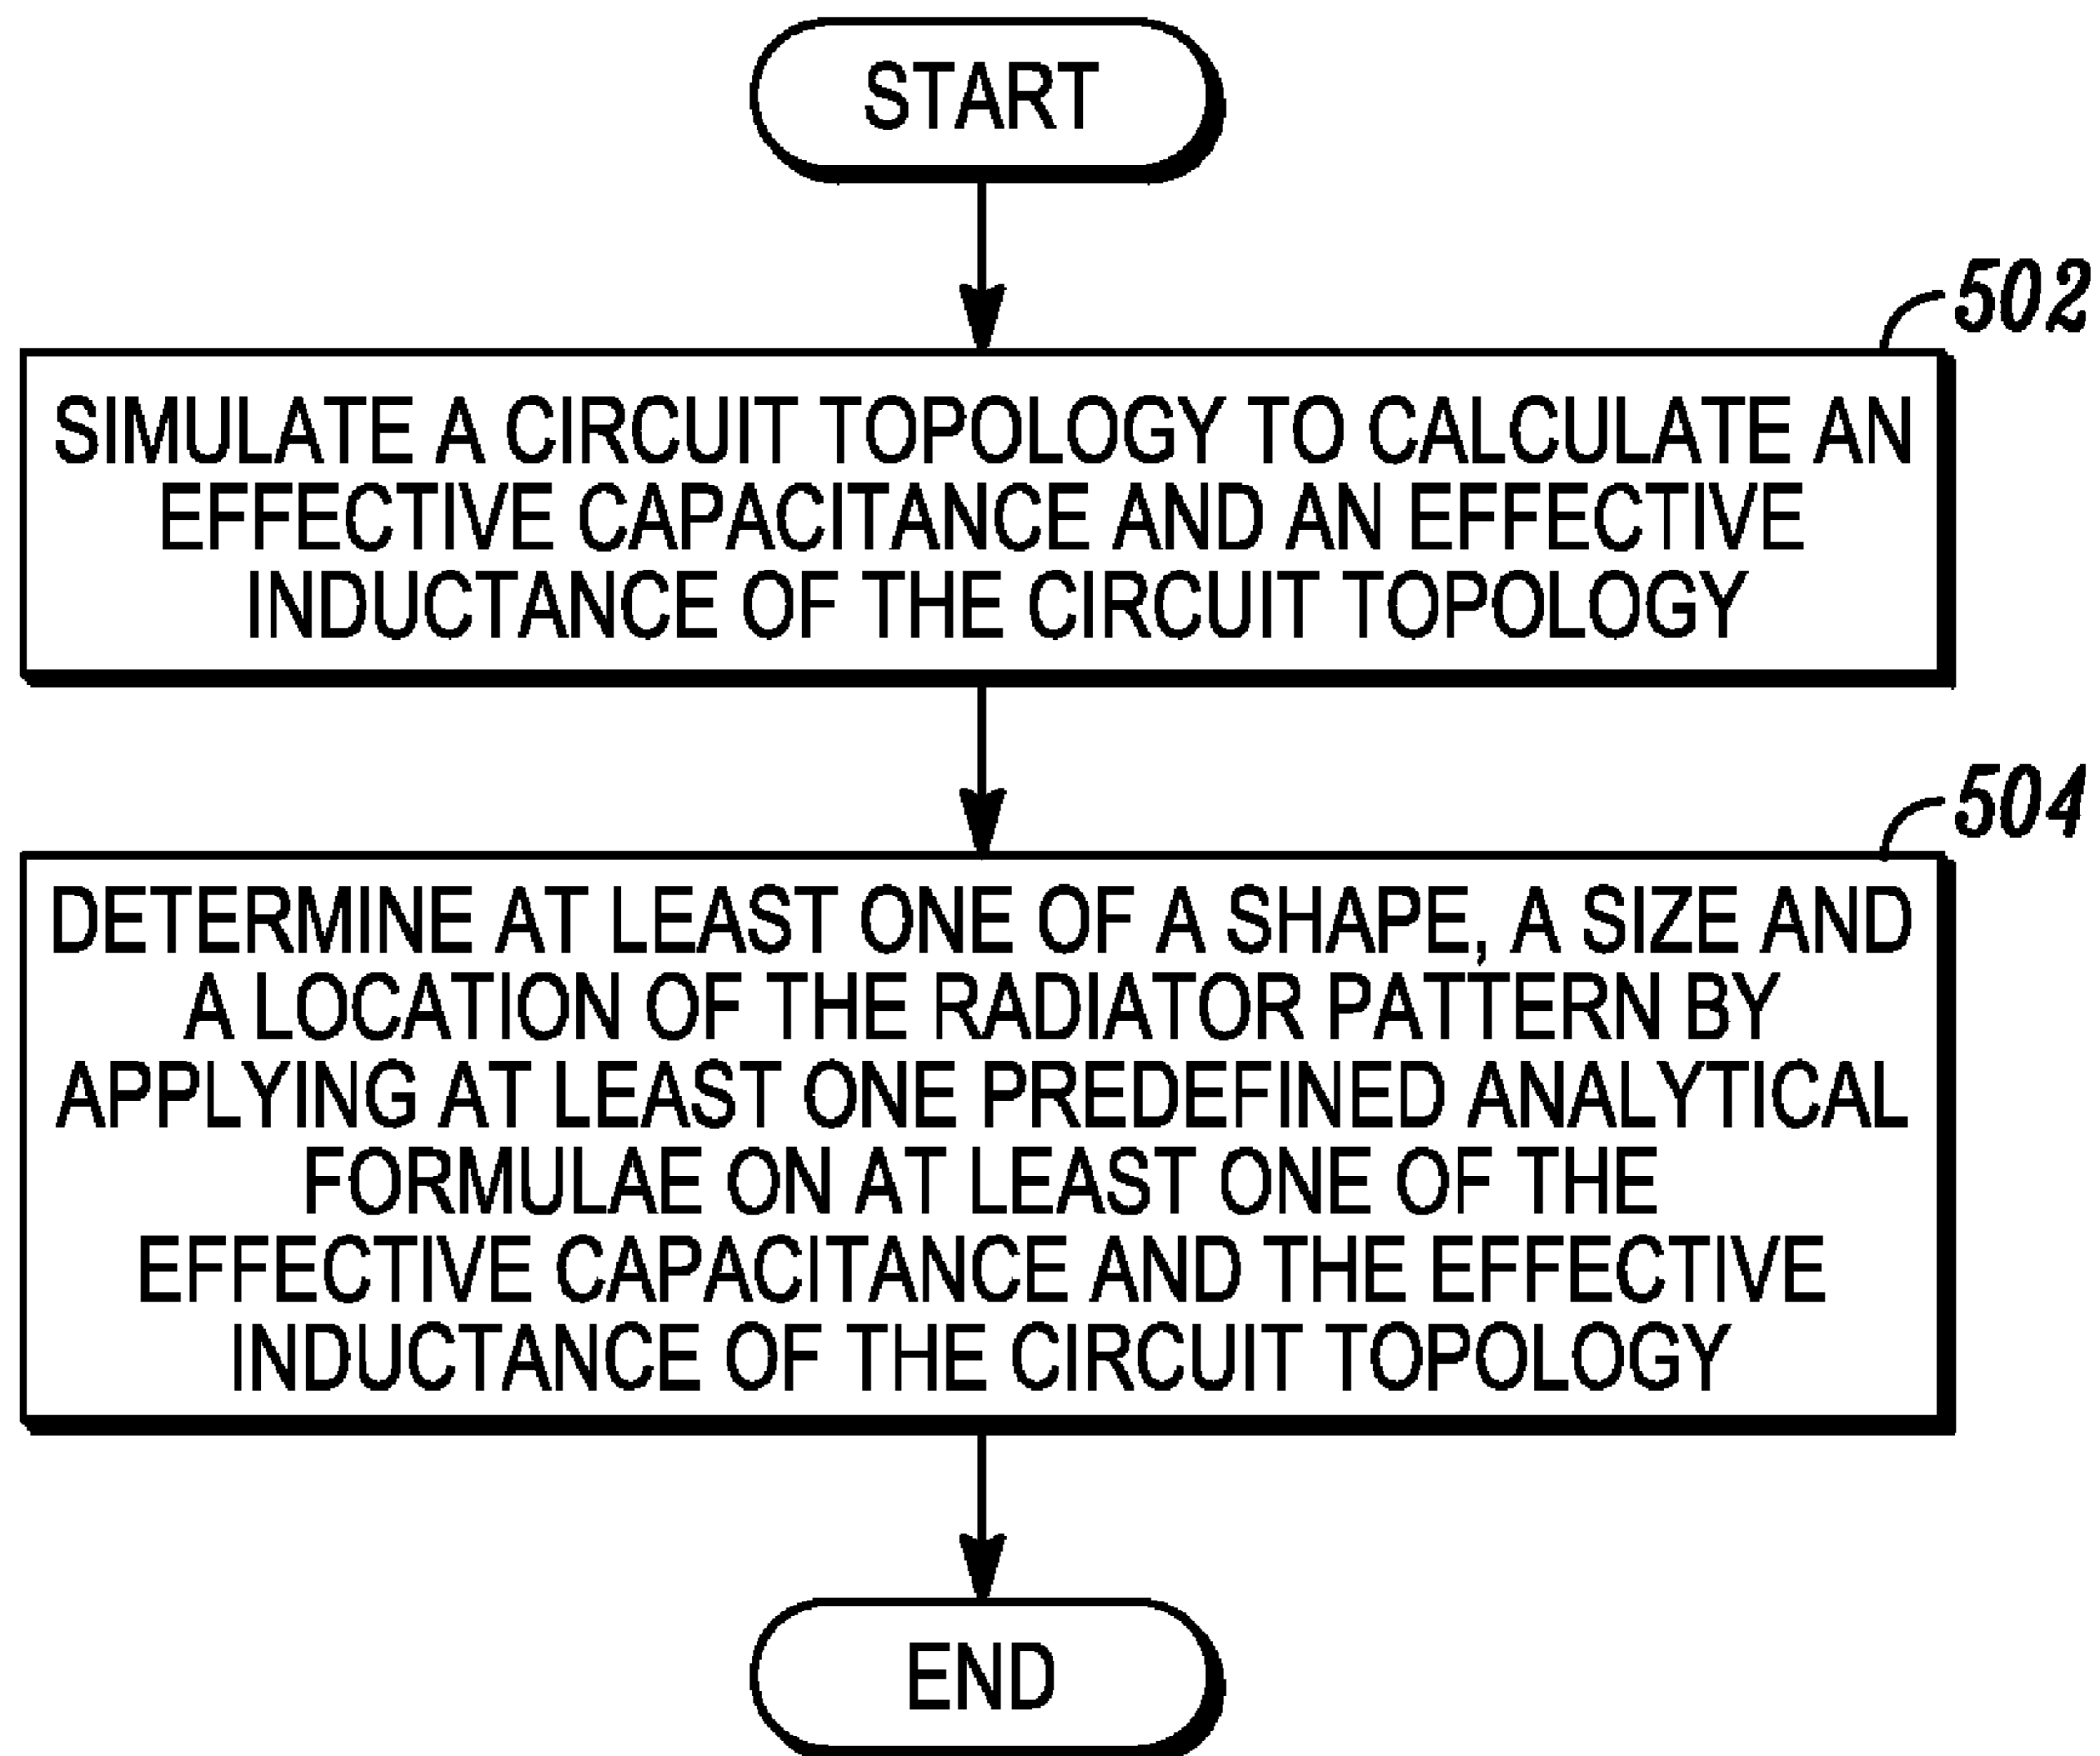 START
502
SIMULATE A CIRCUIT TOPOLOGY TO CALCULATE AN
EFFECTIVE CAPACITANCE AND AN EFFECTIVE
INDUCTANCE OF THE CIRCUIT TOPOLOGY
504
DETERMINE AT LEAST ONE OF A SHAPE, A SIZE AND
A LOCATION OF THE RADIATOR PATTERN BY
APPLYING AT LEAST ONE PREDEFINED ANALYTICAL
FORMULAE ON AT LEAST ONE OF THE
EFFECTIVE CAPACITANCE AND THE EFFECTIVE
INDUCTANCE OF THE CIRCUIT TOPOLOGY
END